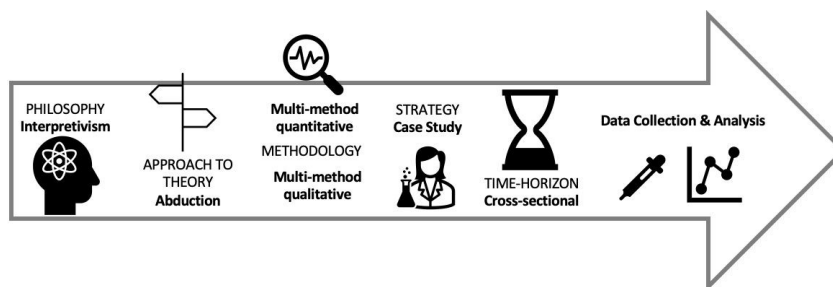 PHILOSOPHY
Interpretivism
APPROACH TO
THEORY
Abduction
Multi-method
quantitative
METHODOLOGY
Multi-method
qualitative
STRATEGY
Case Study
TIME-HORIZON
Cross-sectional
Data Collection & Analysis